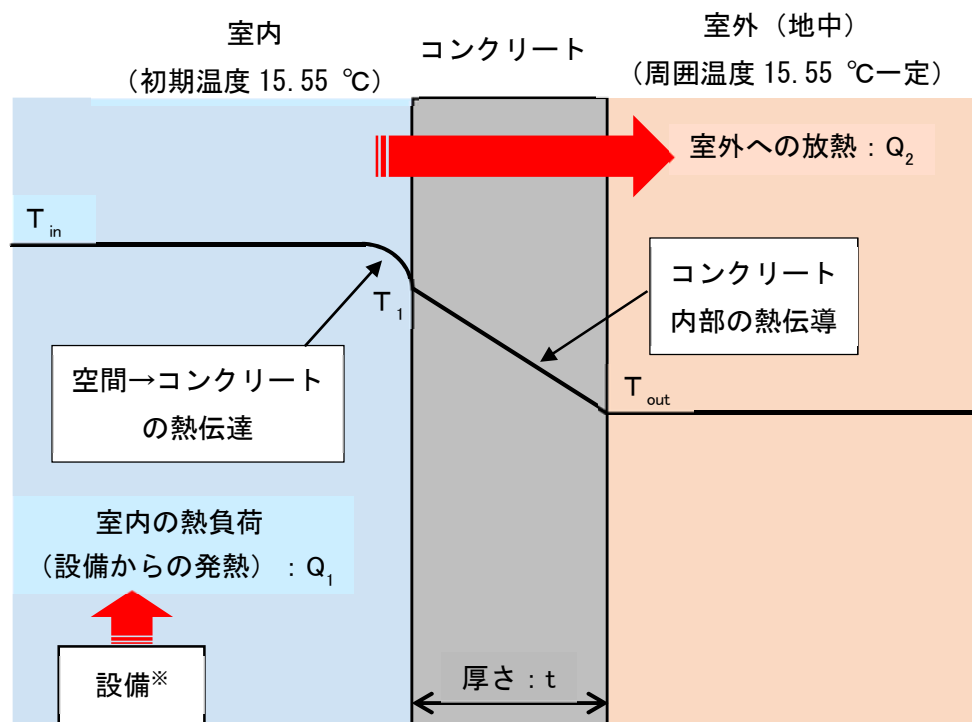 室内
(初期温度 15.55 ℃)
コンクリート
室外(地中)
(周囲温度 15.55 ℃一定)
室外への放熱:Q₂
T in
T₁
コンクリート
内部の熱伝導
空間→コンクリート
の熱伝達
T out
室内の熱負荷
(設備からの発熱):Q₁
設備※
厚さ:t